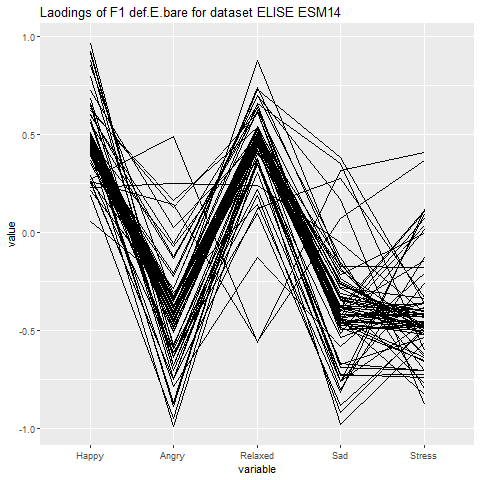 Laodings of F1 def.E.bare for dataset ELISE ESM14
1.0
0.5
0.0
-0.5
-1.0
value
Happy Angry Relaxed Sad Stress
variable